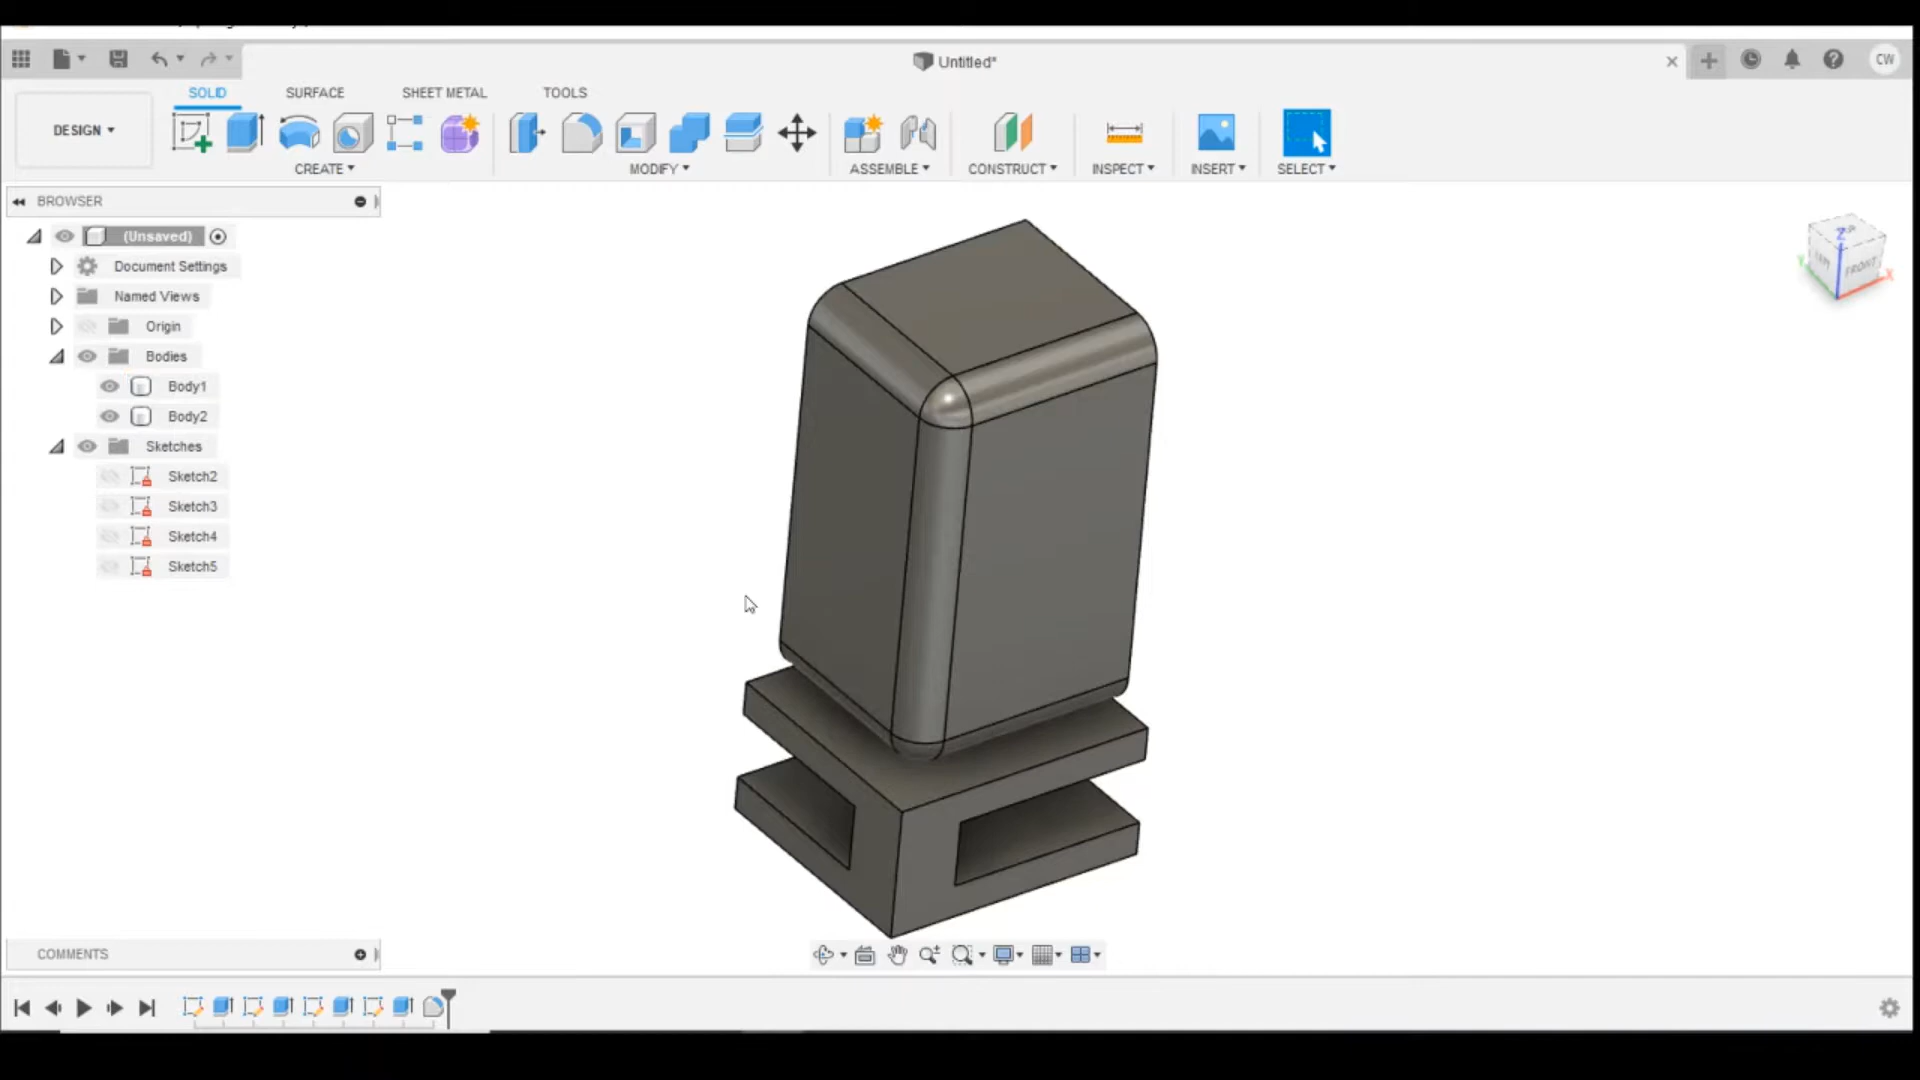 Untitled*
CW
SOLID SURFACE SHEET METAL TOOLS
DESIGN
CREATE MODIFY ASSEMBLE CONSTRUCT INSPECT INSERT SELECT
BROWSER
(Unsaved)
Document Settings
Named Views
Origin
Bodies
Body1
Body2
Sketches
Sketch2
Sketch3
Sketch4
Sketch5
Z
FRONT
X
COMMENTS